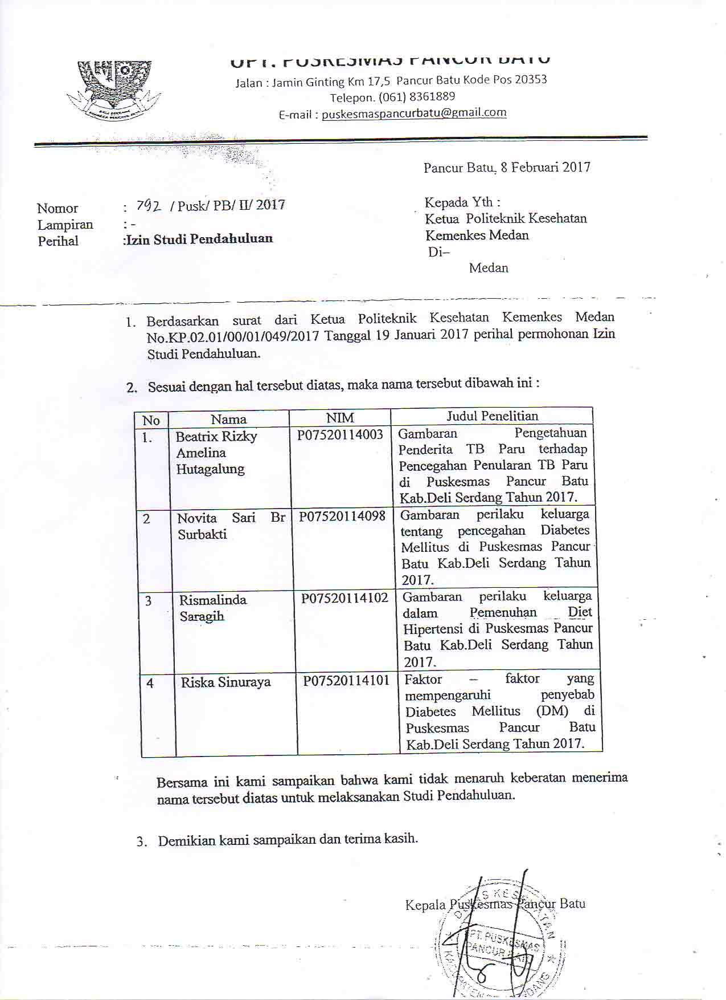 UPT. PUSKESMAS PANCUR BATU
Jalan : Jamin Ginting Km 17,5 Pancur Batu Kode Pos 20353
Telepon. (061) 8361889
E-mail : puskesmaspancurbatu@gmail.com
Pancur Batu, 8 Februari 2017
Nomor : 792 / Pusk/ PB/ II/ 2017
Lampiran : -
Perihal :Izin Studi Pendahuluan
Kepada Yth :
Ketua Politeknik Kesehatan
Kemenkes Medan
Di–
Medan
1. Berdasarkan surat dari Ketua Politeknik Kesehatan Kemenkes Medan
No.KP.02.01/00/01/049/2017 Tanggal 19 Januari 2017 perihal permohonan Izin
Studi Pendahuluan.
2. Sesuai dengan hal tersebut diatas, maka nama tersebut dibawah ini :
No Nama NIM Judul Penelitian
1. Beatrix Rizky P07520114003 Gambaran Pengetahuan
Amelina Penderita TB Paru terhadap
Hutagalung Pencegahan Penularan TB Paru
di Puskesmas Pancur Batu
Kab.Deli Serdang Tahun 2017.
2 Novita Sari Br P07520114098 Gambaran perilaku keluarga
Surbakti tentang pencegahan Diabetes
Mellitus di Puskesmas Pancur
Batu Kab.Deli Serdang Tahun
2017.
3 Rismalinda P07520114102 Gambaran perilaku keluarga
Saragih dalam Pemenuhan Diet
Hipertensi di Puskesmas Pancur
Batu Kab.Deli Serdang Tahun
2017.
4 Riska Sinuraya P07520114101 Faktor – faktor yang
mempengaruhi penyebab
Diabetes Mellitus (DM) di
Puskesmas Pancur Batu
Kab.Deli Serdang Tahun 2017.
Bersama ini kami sampaikan bahwa kami tidak menaruh keberatan menerima
nama tersebut diatas untuk melaksanakan Studi Pendahuluan.
3. Demikian kami sampaikan dan terima kasih.
Kepala Puskesmas Pancur Batu
PUSKESMAS
PANCUR